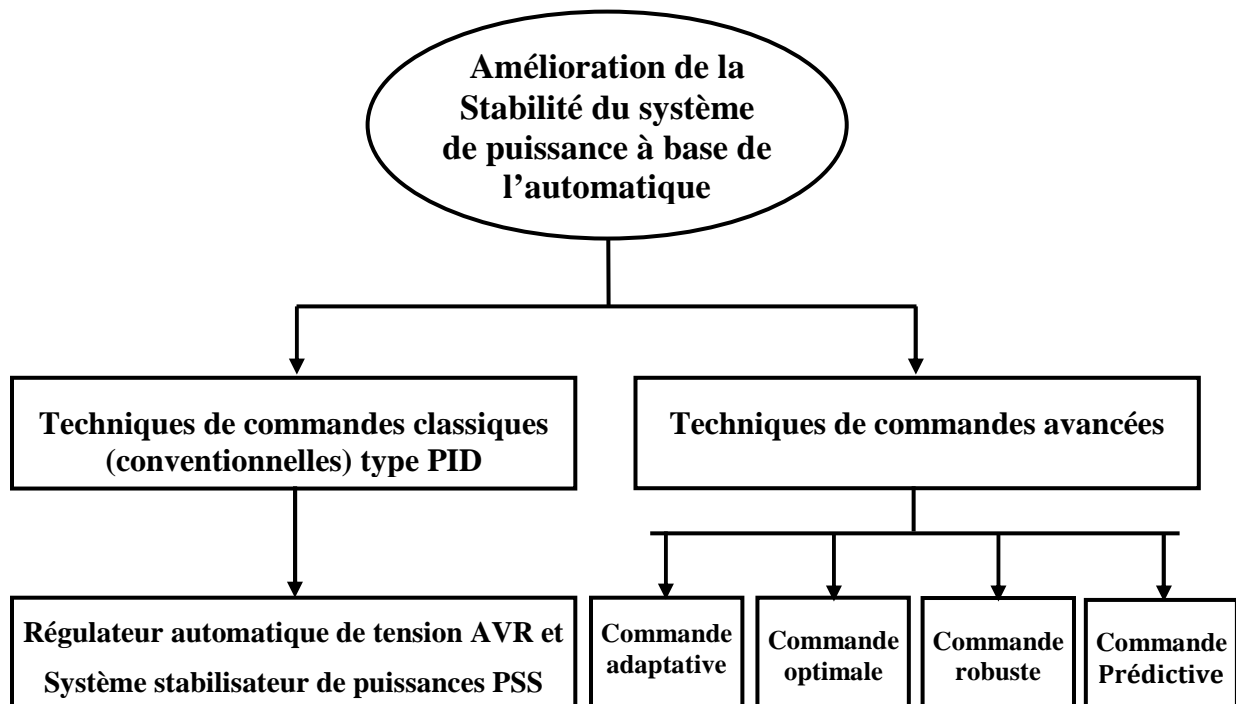 Amélioration de la
Stabilité du système
de puissance à base de
l’automatique
Techniques de commandes classiques
(conventionnelles) type PID
Techniques de commandes avancées
Régulateur automatique de tension AVR et
Système stabilisateur de puissances PSS
Commande
adaptative
Commande
optimale
Commande
robuste
Commande
Prédictive